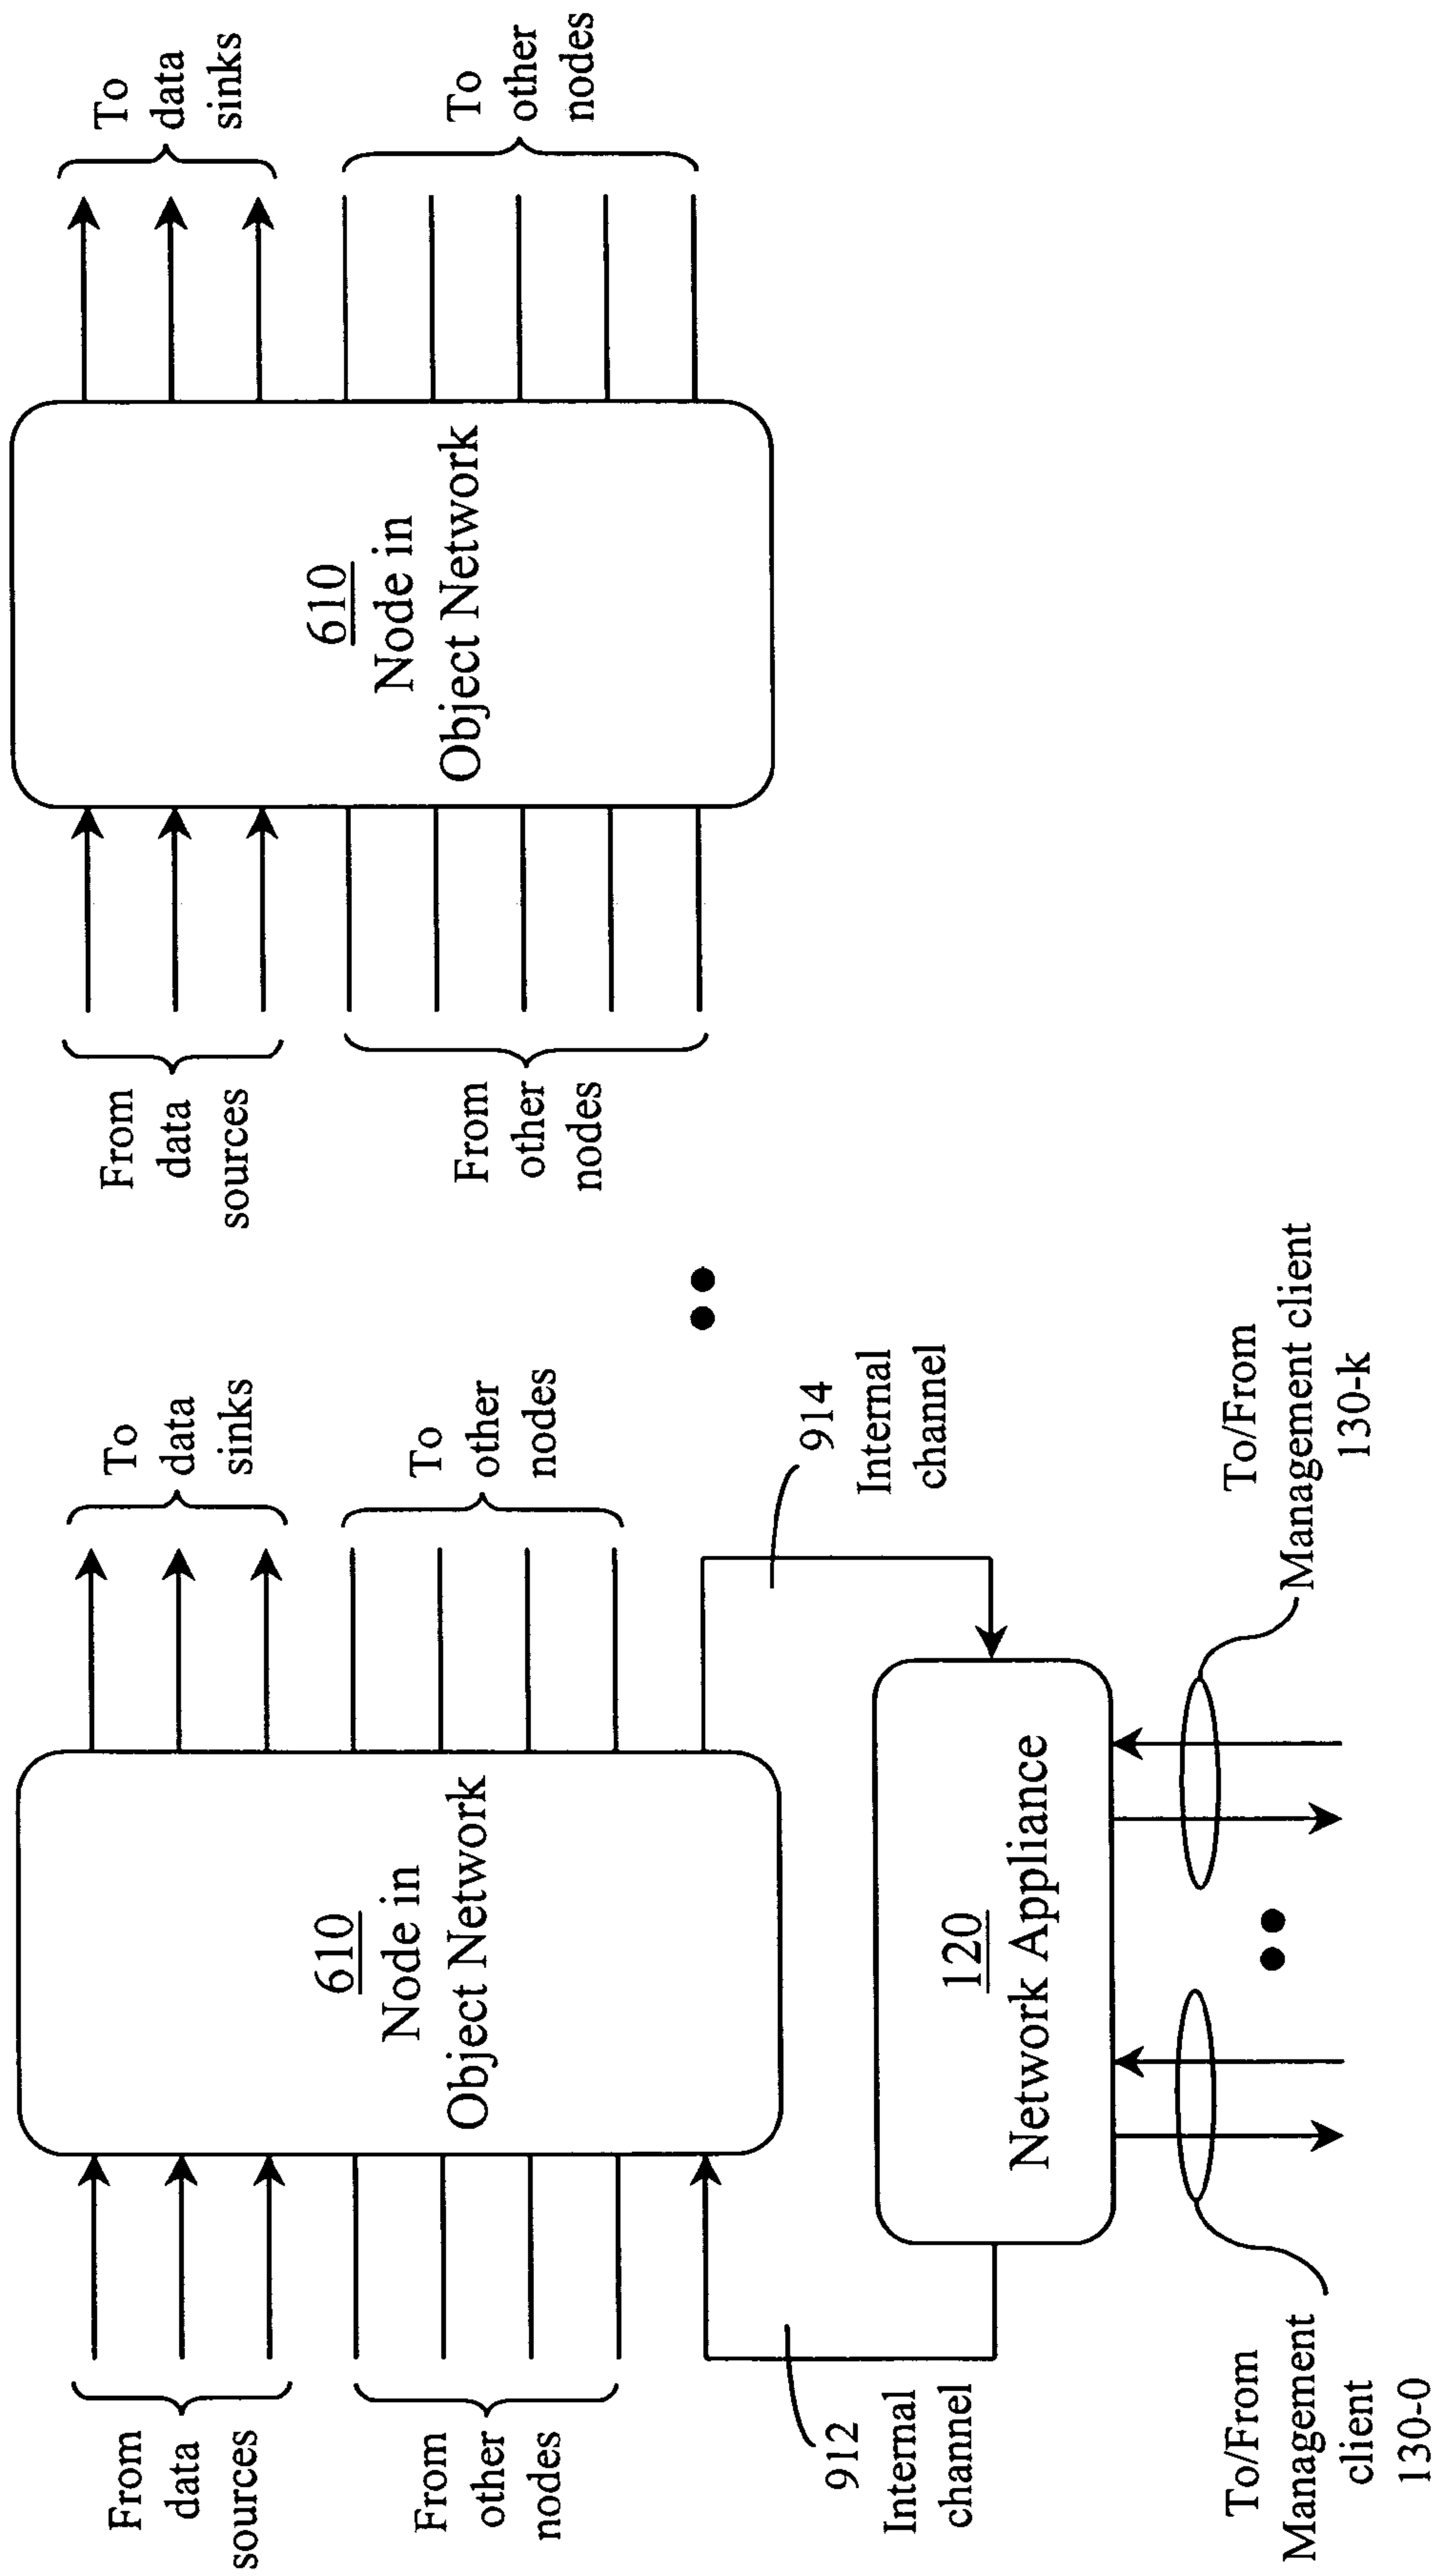 From
data
sources
From
other
nodes
610
Node in
Object Network
To
data
sinks
To
other
nodes
912
Internal
channel
914
Internal
channel
120
Network Appliance
To/From
Management
client
130-0
To/From
Management client
130-k
From
data
sources
From
other
nodes
610
Node in
Object Network
To
data
sinks
To
other
nodes